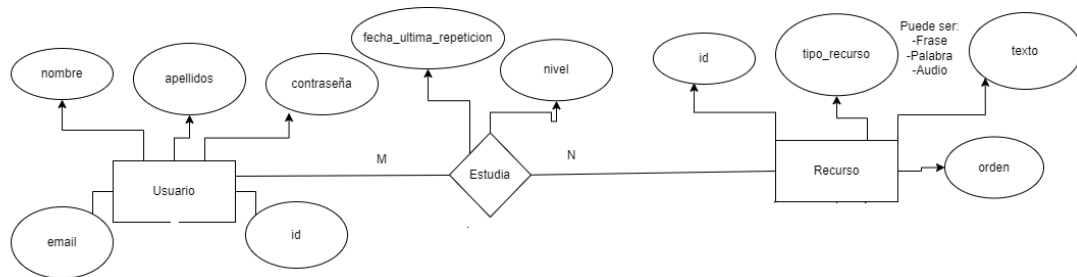 nombre
apellidos
contraseña
fecha_ultima_repeticion
nivel
id
tipo_recurso
Puede ser:
-Frase
-Palabra
-Audio
texto
Usuario
M
Estudia
N
Recurso
orden
email
id